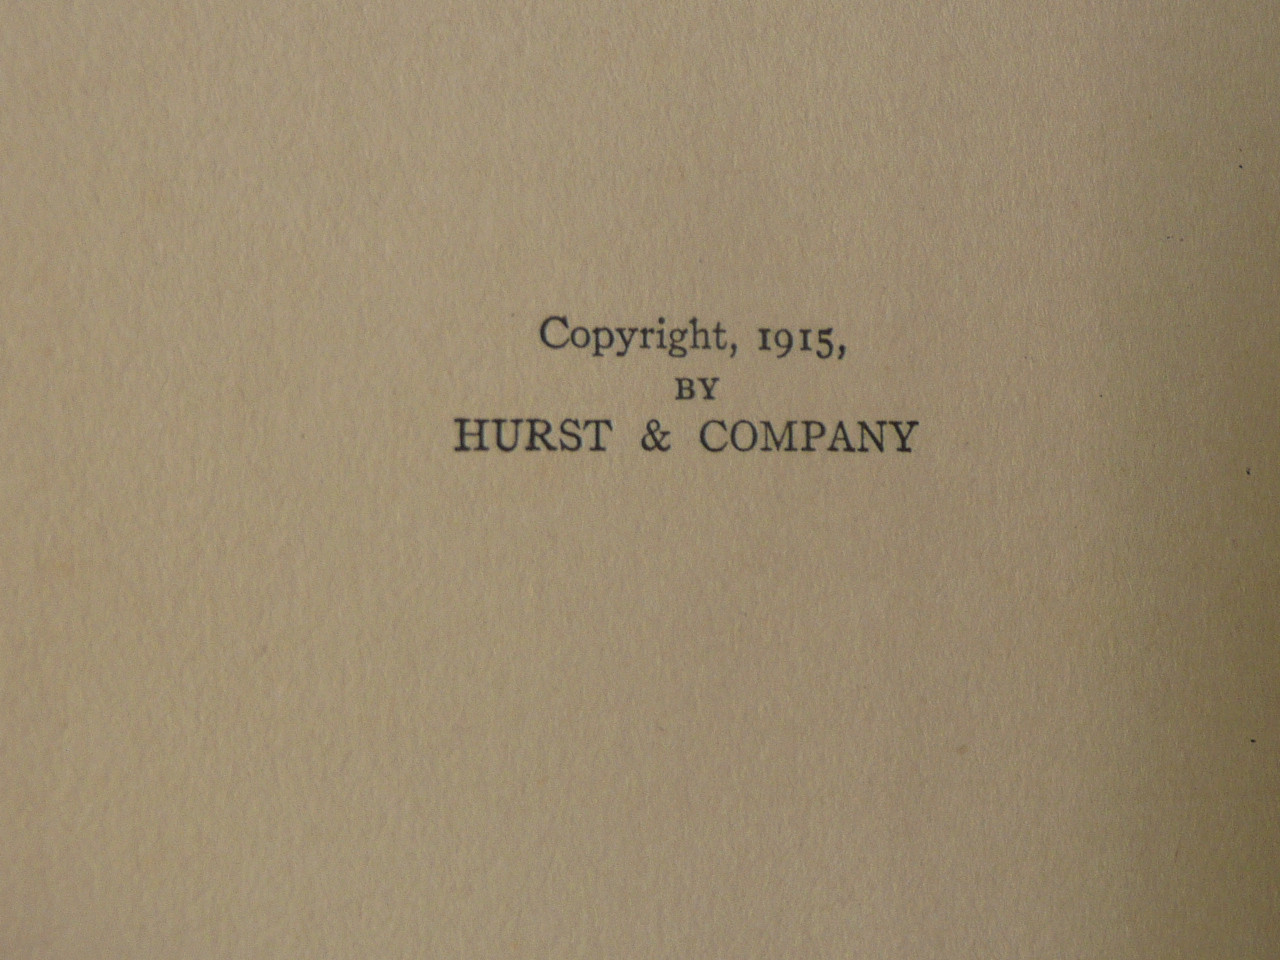 Copyright, 1915,
BY
HURST & COMPANY